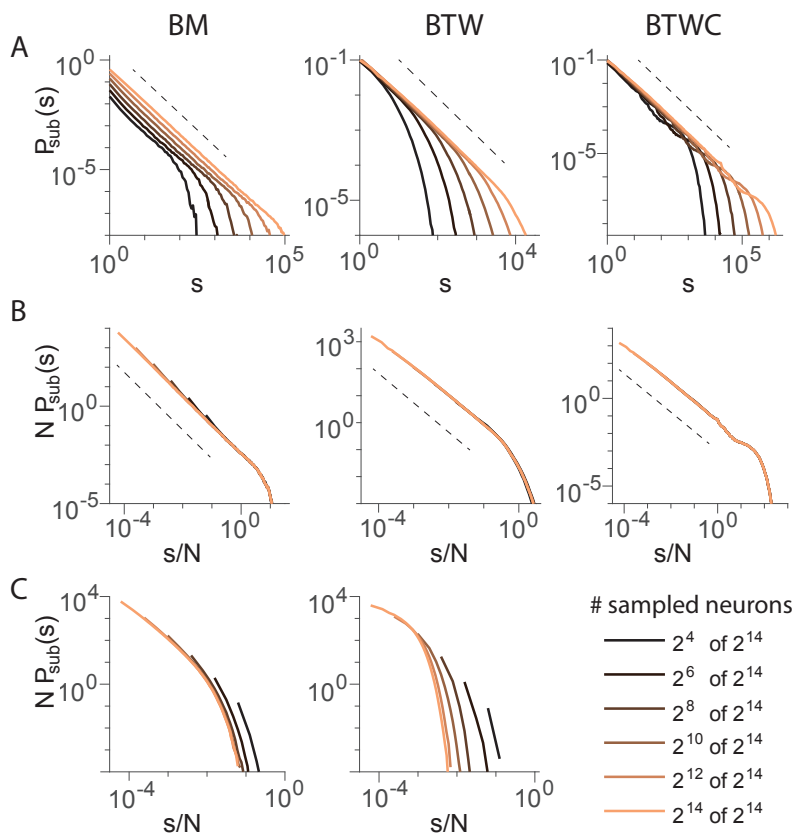 BM BTW BTWC
A
P_sub(s)
10^0
10^-5
10^0 10^5
s
10^-1
10^-5
10^0 10^4
s
10^-1
10^-5
10^0 10^5
s
B
N P_sub(s)
10^0
10^-5
10^-4 10^0
s/N
10^3
10^0
10^-4 10^0
s/N
10^0
10^-5
10^-4 10^0
s/N
C
N P_sub(s)
10^4
10^0
10^-4 10^0
s/N
10^4
10^0
10^-4 10^0
s/N
# sampled neurons
2^4 of 2^14
2^6 of 2^14
2^8 of 2^14
2^10 of 2^14
2^12 of 2^14
2^14 of 2^14